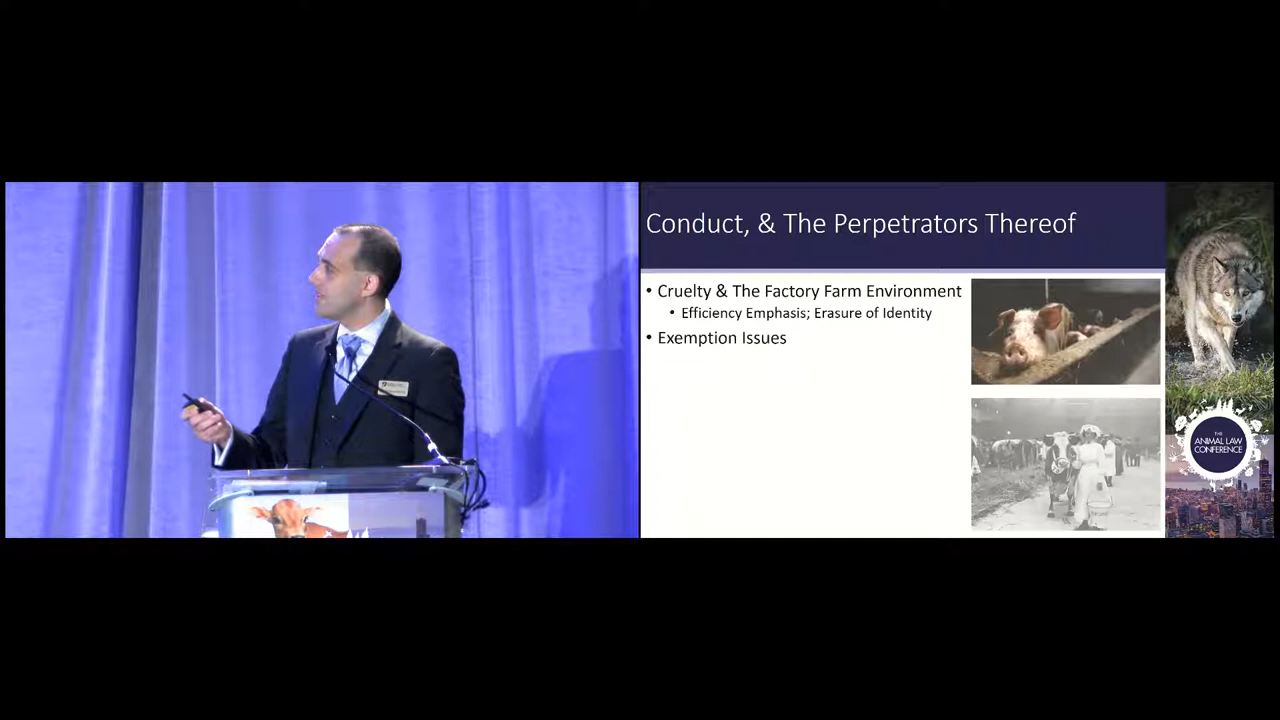 Conduct, & The Perpetrators Thereof
• Cruelty & The Factory Farm Environment
• Efficiency Emphasis; Erasure of Identity
• Exemption Issues
THE
ANIMAL LAW
CONFERENCE